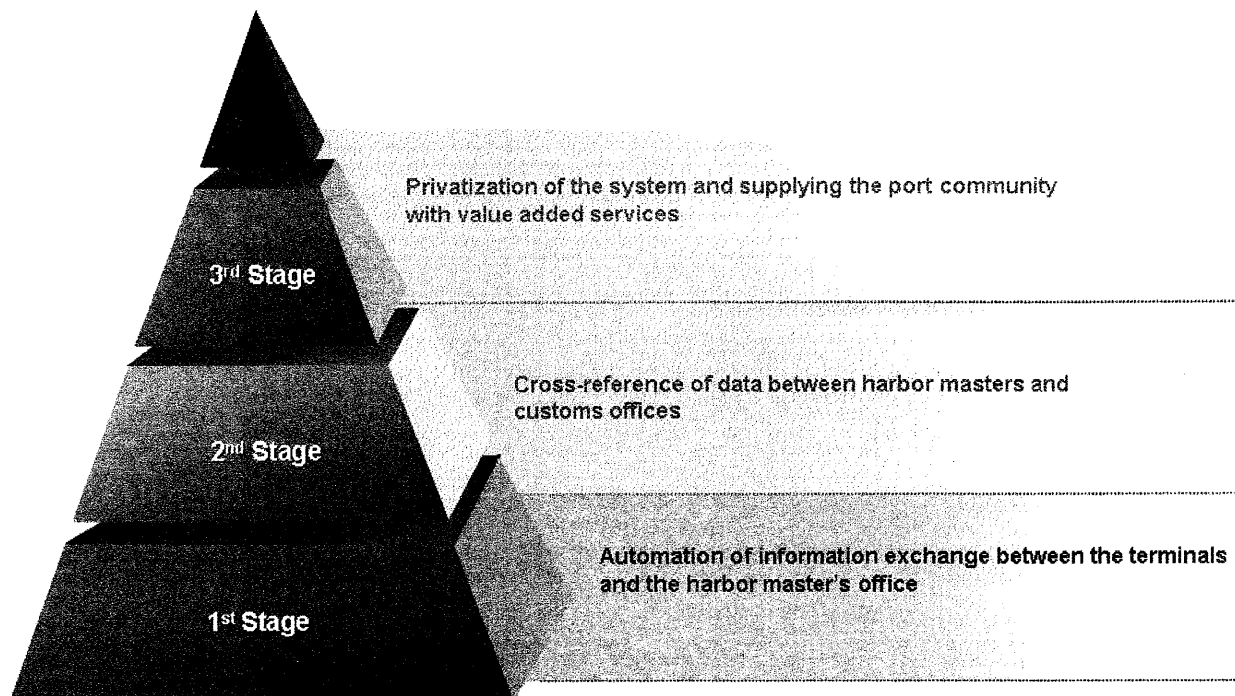 Privatization of the system and supplying the port community
with value added services
3rd Stage
Cross-reference of data between harbor masters and
customs offices
2nd Stage
Automation of information exchange between the terminals
and the harbor master's office
1st Stage